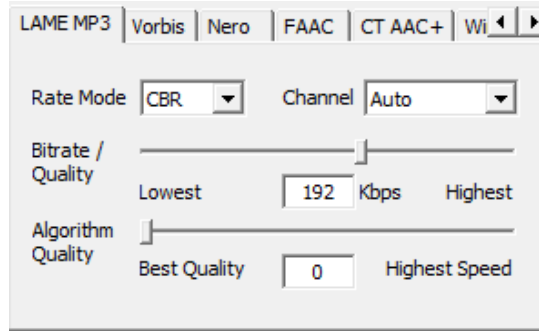 LAME MP3 Vorbis Nero FAAC CT AAC+ Wi
Rate Mode CBR Channel Auto
Bitrate /
Quality
Lowest 192 Kbps Highest
Algorithm
Quality
Best Quality 0 Highest Speed